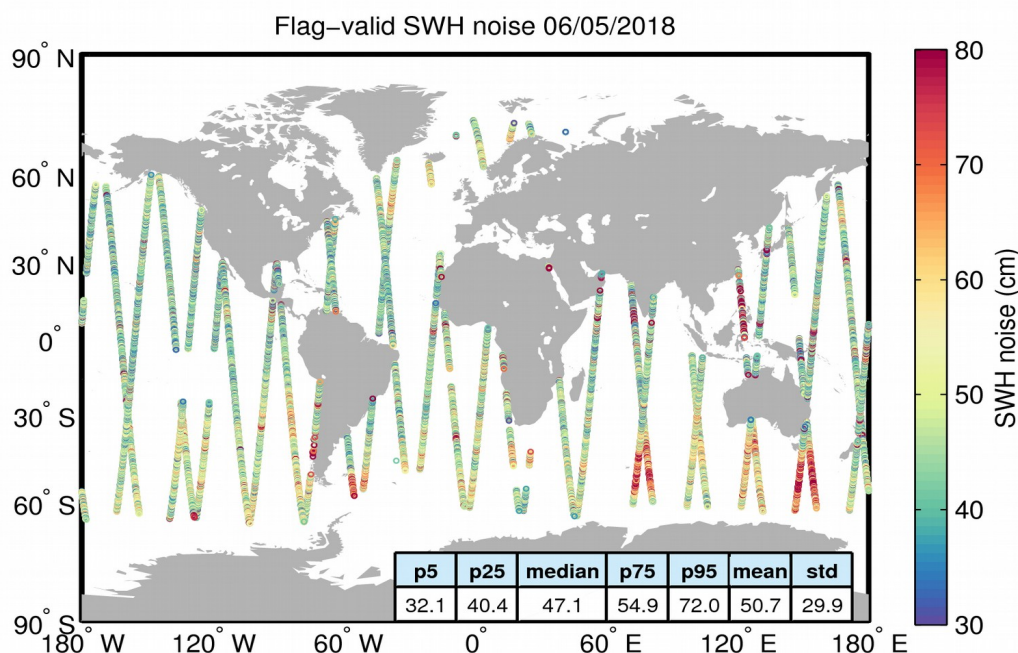 Flag−valid SWH noise 06/05/2018
90° N
60° N
30° N
0°
30° S
60° S
90° S
180° W
120° W
60° W
0°
60° E
120° E
180° E
80
70
60
50
40
30
SWH noise (cm)
p5 p25 median p75 p95 mean std
32.1 40.4 47.1 54.9 72.0 50.7 29.9